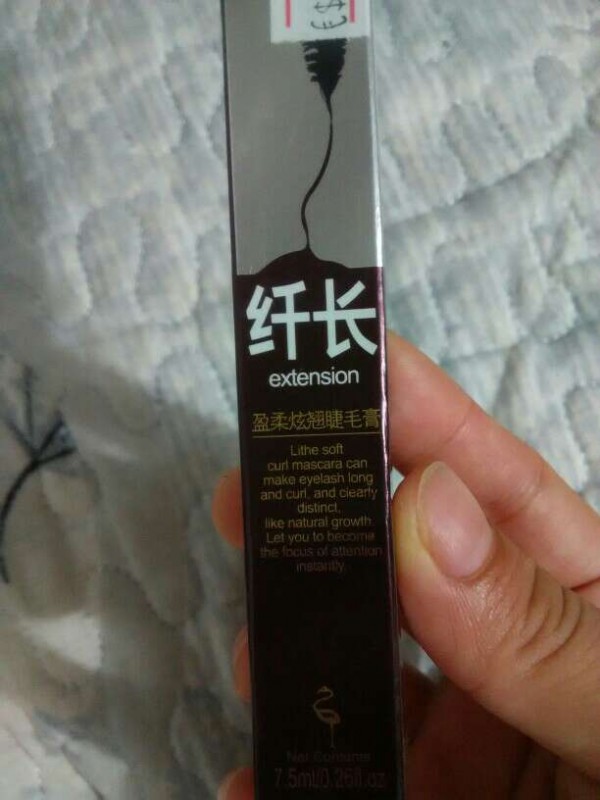 纤长
extension
盈柔炫翘睫毛膏
Lithe soft
curl mascara can
make eyelash long
and curl, and clearly
distinct,
like natural growth
Let you to become
the focus of attention
instantly.
Net Contents
7.5ml/0.26fl.oz